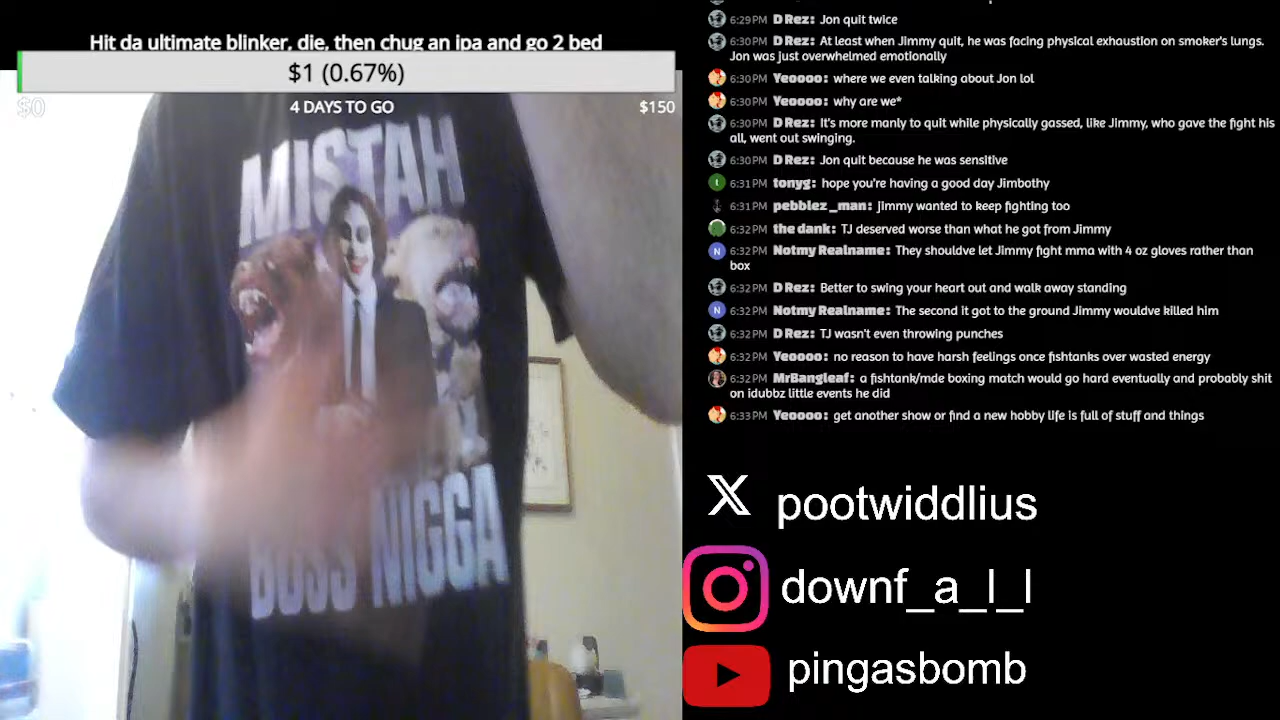 Hit da ultimate blinker, die, then chug an ipa and go 2 bed
$1 (0.67%)
$0
4 DAYS TO GO
$150
MISTAH
BOSS NIGGA
6:29 PM D Rez: Jon quit twice
6:30 PM D Rez: At least when Jimmy quit, he was facing physical exhaustion on smoker's lungs.
Jon was just overwhelmed emotionally
6:30 PM Yeoooo: where we even talking about Jon lol
6:30 PM Yeoooo: why are we*
6:30 PM D Rez: It's more manly to quit while physically gassed, like Jimmy, who gave the fight his
all, went out swinging.
6:30 PM D Rez: Jon quit because he was sensitive
6:31 PM tonyg: hope you're having a good day Jimbothy
6:31 PM pebblez_man: jimmy wanted to keep fighting too
6:32 PM the dank: TJ deserved worse than what he got from Jimmy
N 6:32 PM Notmy Realname: They shouldve let Jimmy fight mma with 4 oz gloves rather than
box
6:32 PM D Rez: Better to swing your heart out and walk away standing
N 6:32 PM Notmy Realname: The second it got to the ground Jimmy wouldve killed him
6:32 PM D Rez: TJ wasn't even throwing punches
6:32 PM Yeoooo: no reason to have harsh feelings once fishtanks over wasted energy
6:32 PM MrBangleaf: a fishtank/mde boxing match would go hard eventually and probably shit
on idubbz little events he did
6:33 PM Yeoooo: get another show or find a new hobby life is full of stuff and things
X pootwiddlius
downf_a_l_l
pingasbomb